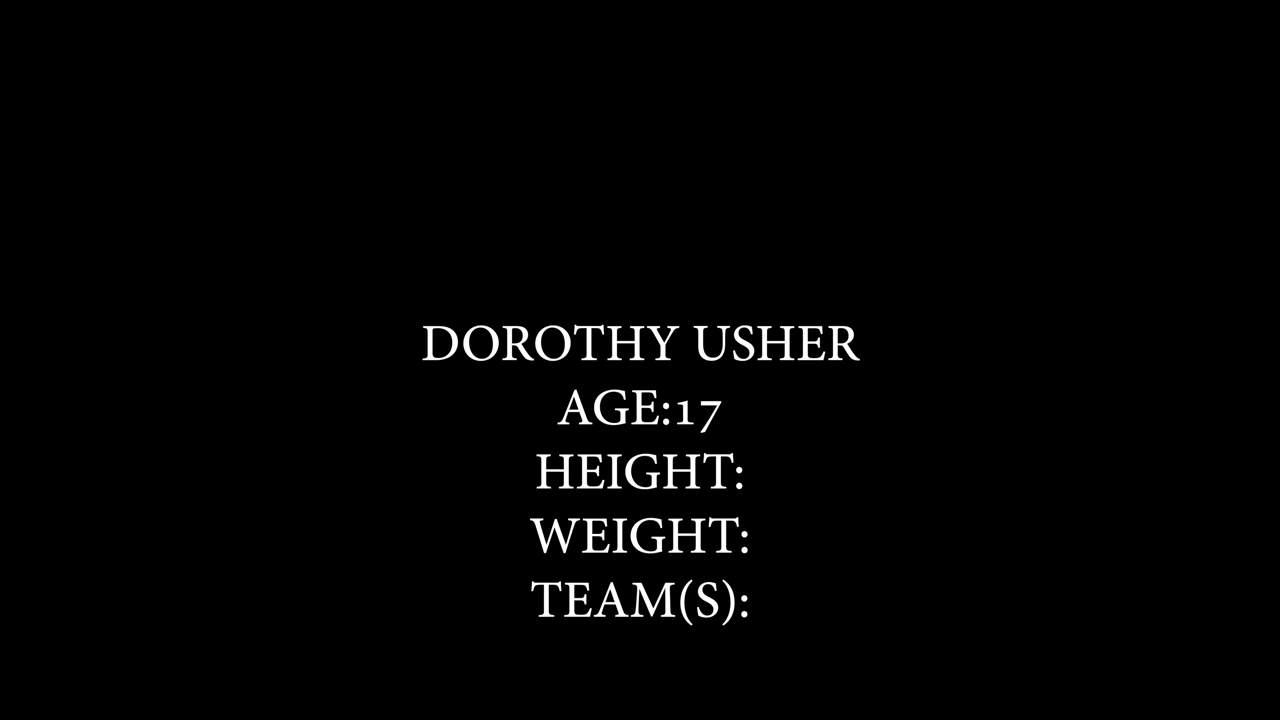 DOROTHY USHER
AGE:17
HEIGHT:
WEIGHT:
TEAM(S):